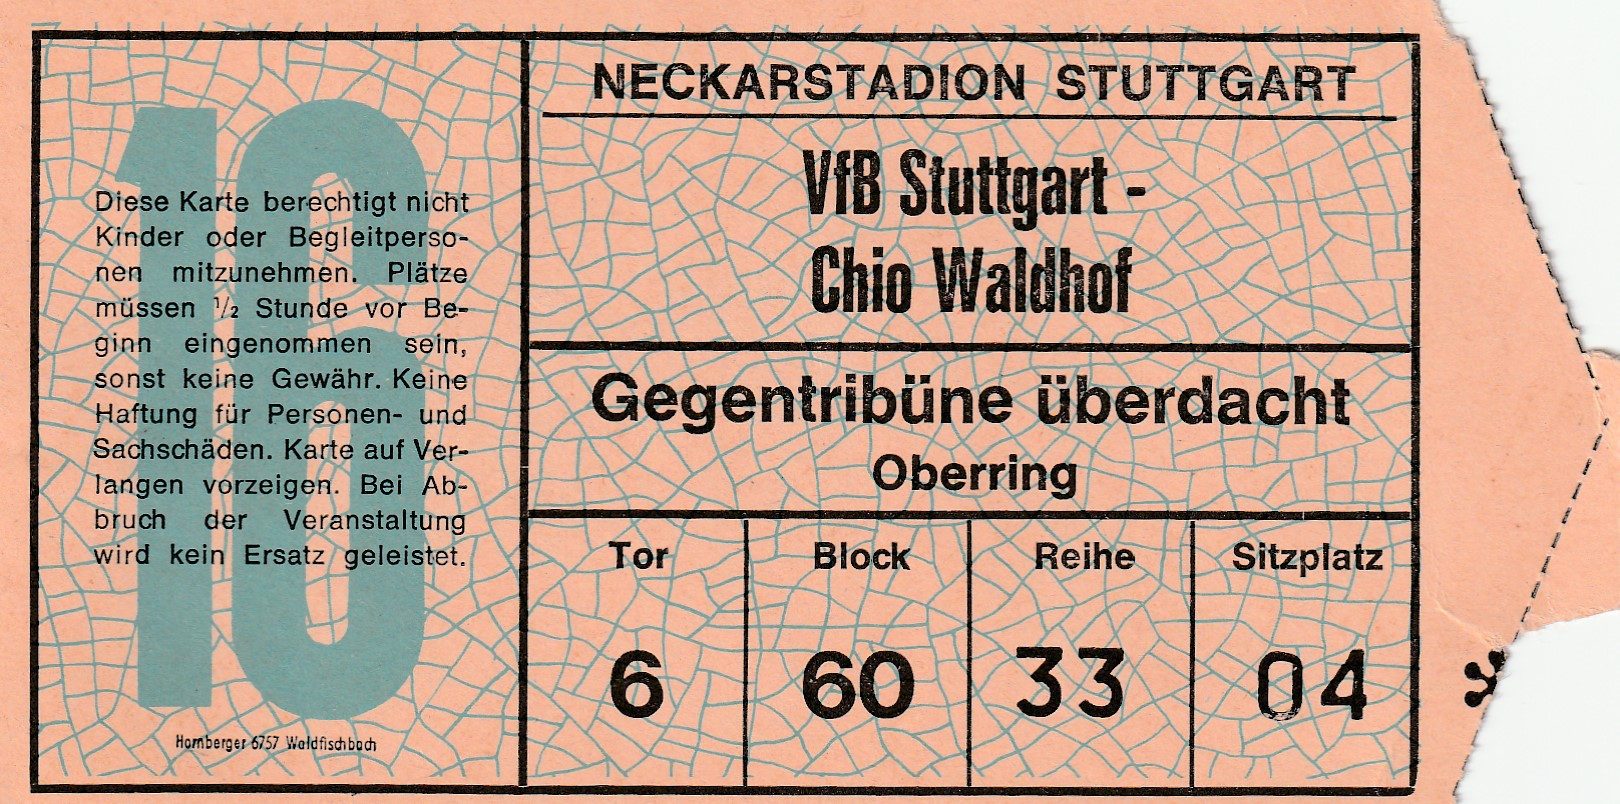 16
Diese Karte berechtigt nicht
Kinder oder Begleitperso-
nen mitzunehmen. Plätze
müssen ½ Stunde vor Be-
ginn eingenommen sein,
sonst keine Gewähr. Keine
Haftung für Personen- und
Sachschäden. Karte auf Ver-
langen vorzeigen. Bei Ab-
bruch der Veranstaltung
wird kein Ersatz geleistet.
Hornberger 6757 Waldfischbach
NECKARSTADION STUTTGART
VfB Stuttgart -
Chio Waldhof
Gegentribüne überdacht
Oberring
Tor Block Reihe Sitzplatz
6 60 33 04